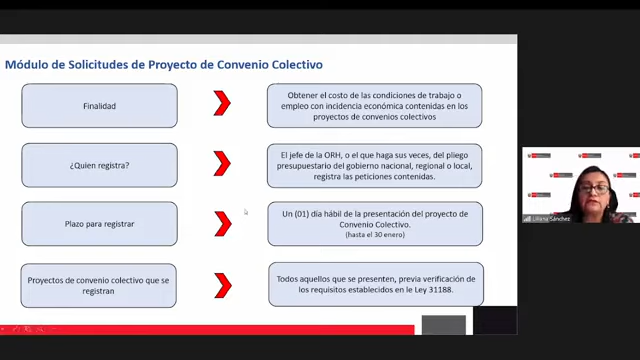 Módulo de Solicitudes de Proyecto de Convenio Colectivo
Finalidad
Obtener el costo de las condiciones de trabajo o
empleo con incidencia económica contenidas en los
proyectos de convenios colectivos
¿Quien registra?
El jefe de la ORH, o el que haga sus veces, del pliego
presupuestario del gobierno nacional, regional o local,
registra las peticiones contenidas.
Plazo para registrar
Un (01) día hábil de la presentación del proyecto de
Convenio Colectivo.
(hasta el 30 enero)
Proyectos de convenio colectivo que se
registran
Todos aquellos que se presenten, previa verificación de
los requisitos establecidos en le Ley 31188.
Liliana Sánchez